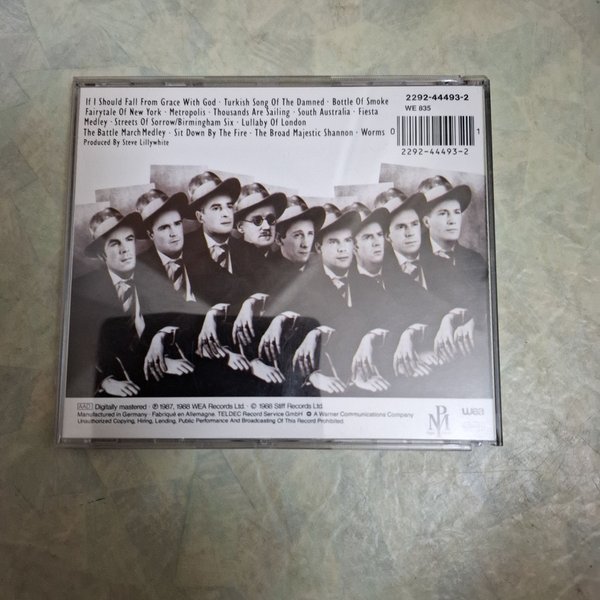 If I Should Fall From Grace With God · Turkish Song Of The Damned · Bottle Of Smoke
Fairytale Of New York · Metropolis · Thousands Are Sailing · South Australia · Fiesta
Medley · Streets Of Sorrow/Birmingham Six · Lullaby Of London
The Battle March Medley · Sit Down By The Fire · The Broad Majestic Shannon · Worms
Produced By Steve Lillywhite
2292-44493-2
WE 835
0 1
2292-44493-2
AAD Digitally mastered · ℗ 1987, 1988 WEA Records Ltd. · © 1988 Stiff Records Ltd.
Manufactured in Germany · Fabriqué en Allemagne. TELDEC Record Service GmbH · A Warner Communications Company
Unauthorized Copying, Hiring, Lending, Public Performance And Broadcasting Of This Record Prohibited.
PM
wea